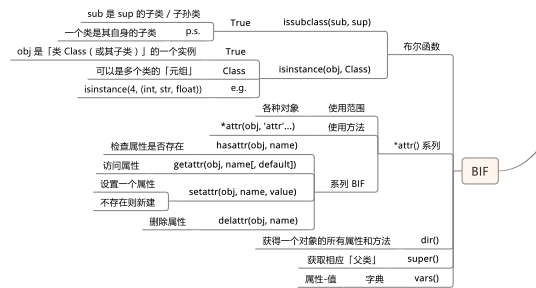 sub 是 sup 的子类 / 子孙类
True
issubclass(sub, sup)
一个类是其自身的子类
p.s.
布尔函数
obj 是「类 Class ( 或其子类 ) 」的一个实例
True
可以是多个类的「元组」
Class
isinstance(obj, Class)
isinstance(4, (int, str, float))
e.g.
各种对象
使用范围
*attr(obj, 'attr'...)
使用方法
*attr() 系列
检查属性是否存在
hasattr(obj, name)
访问属性
getattr(obj, name[, default])
设置一个属性
setattr(obj, name, value)
系列 BIF
不存在则新建
删除属性
delattr(obj, name)
BIF
获得一个对象的所有属性和方法
dir()
获取相应「父类」
super()
属性-值
字典
vars()